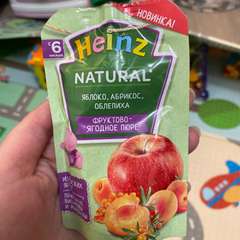 НОВИНКА!
с 6
Heinz
NATURAL
ЯБЛОКО, АБРИКОС,
ОБЛЕПИХА
ФРУКТОВО-
ЯГОДНОЕ ПЮРЕ